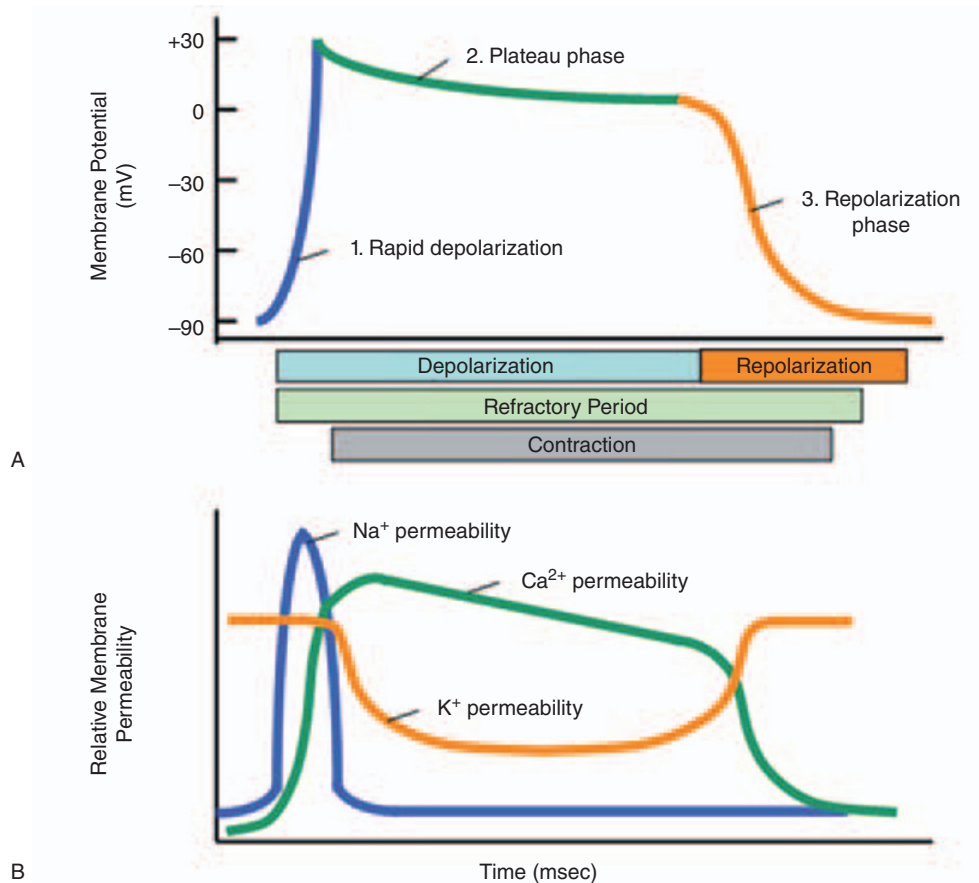 +30
0
–30
–60
–90
Membrane Potential
(mV)
2. Plateau phase
3. Repolarization
phase
1. Rapid depolarization
Depolarization
Repolarization
Refractory Period
Contraction
A
Relative Membrane
Permeability
Na⁺ permeability
Ca²⁺ permeability
K⁺ permeability
B
Time (msec)